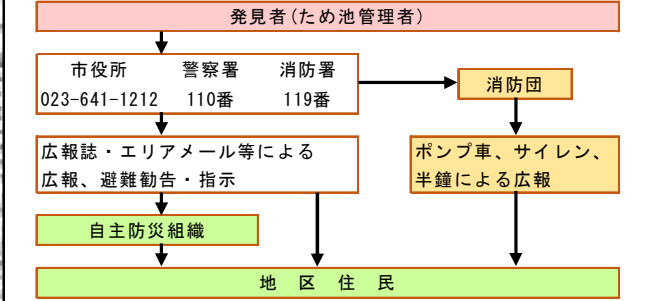 発見者(ため池管理者)
市役所 警察署 消防署
023-641-1212 110番 119番
消防団
広報誌・エリアメール等による
広報、避難勧告・指示
ポンプ車、サイレン、
半鐘による広報
自主防災組織
地 区 住 民